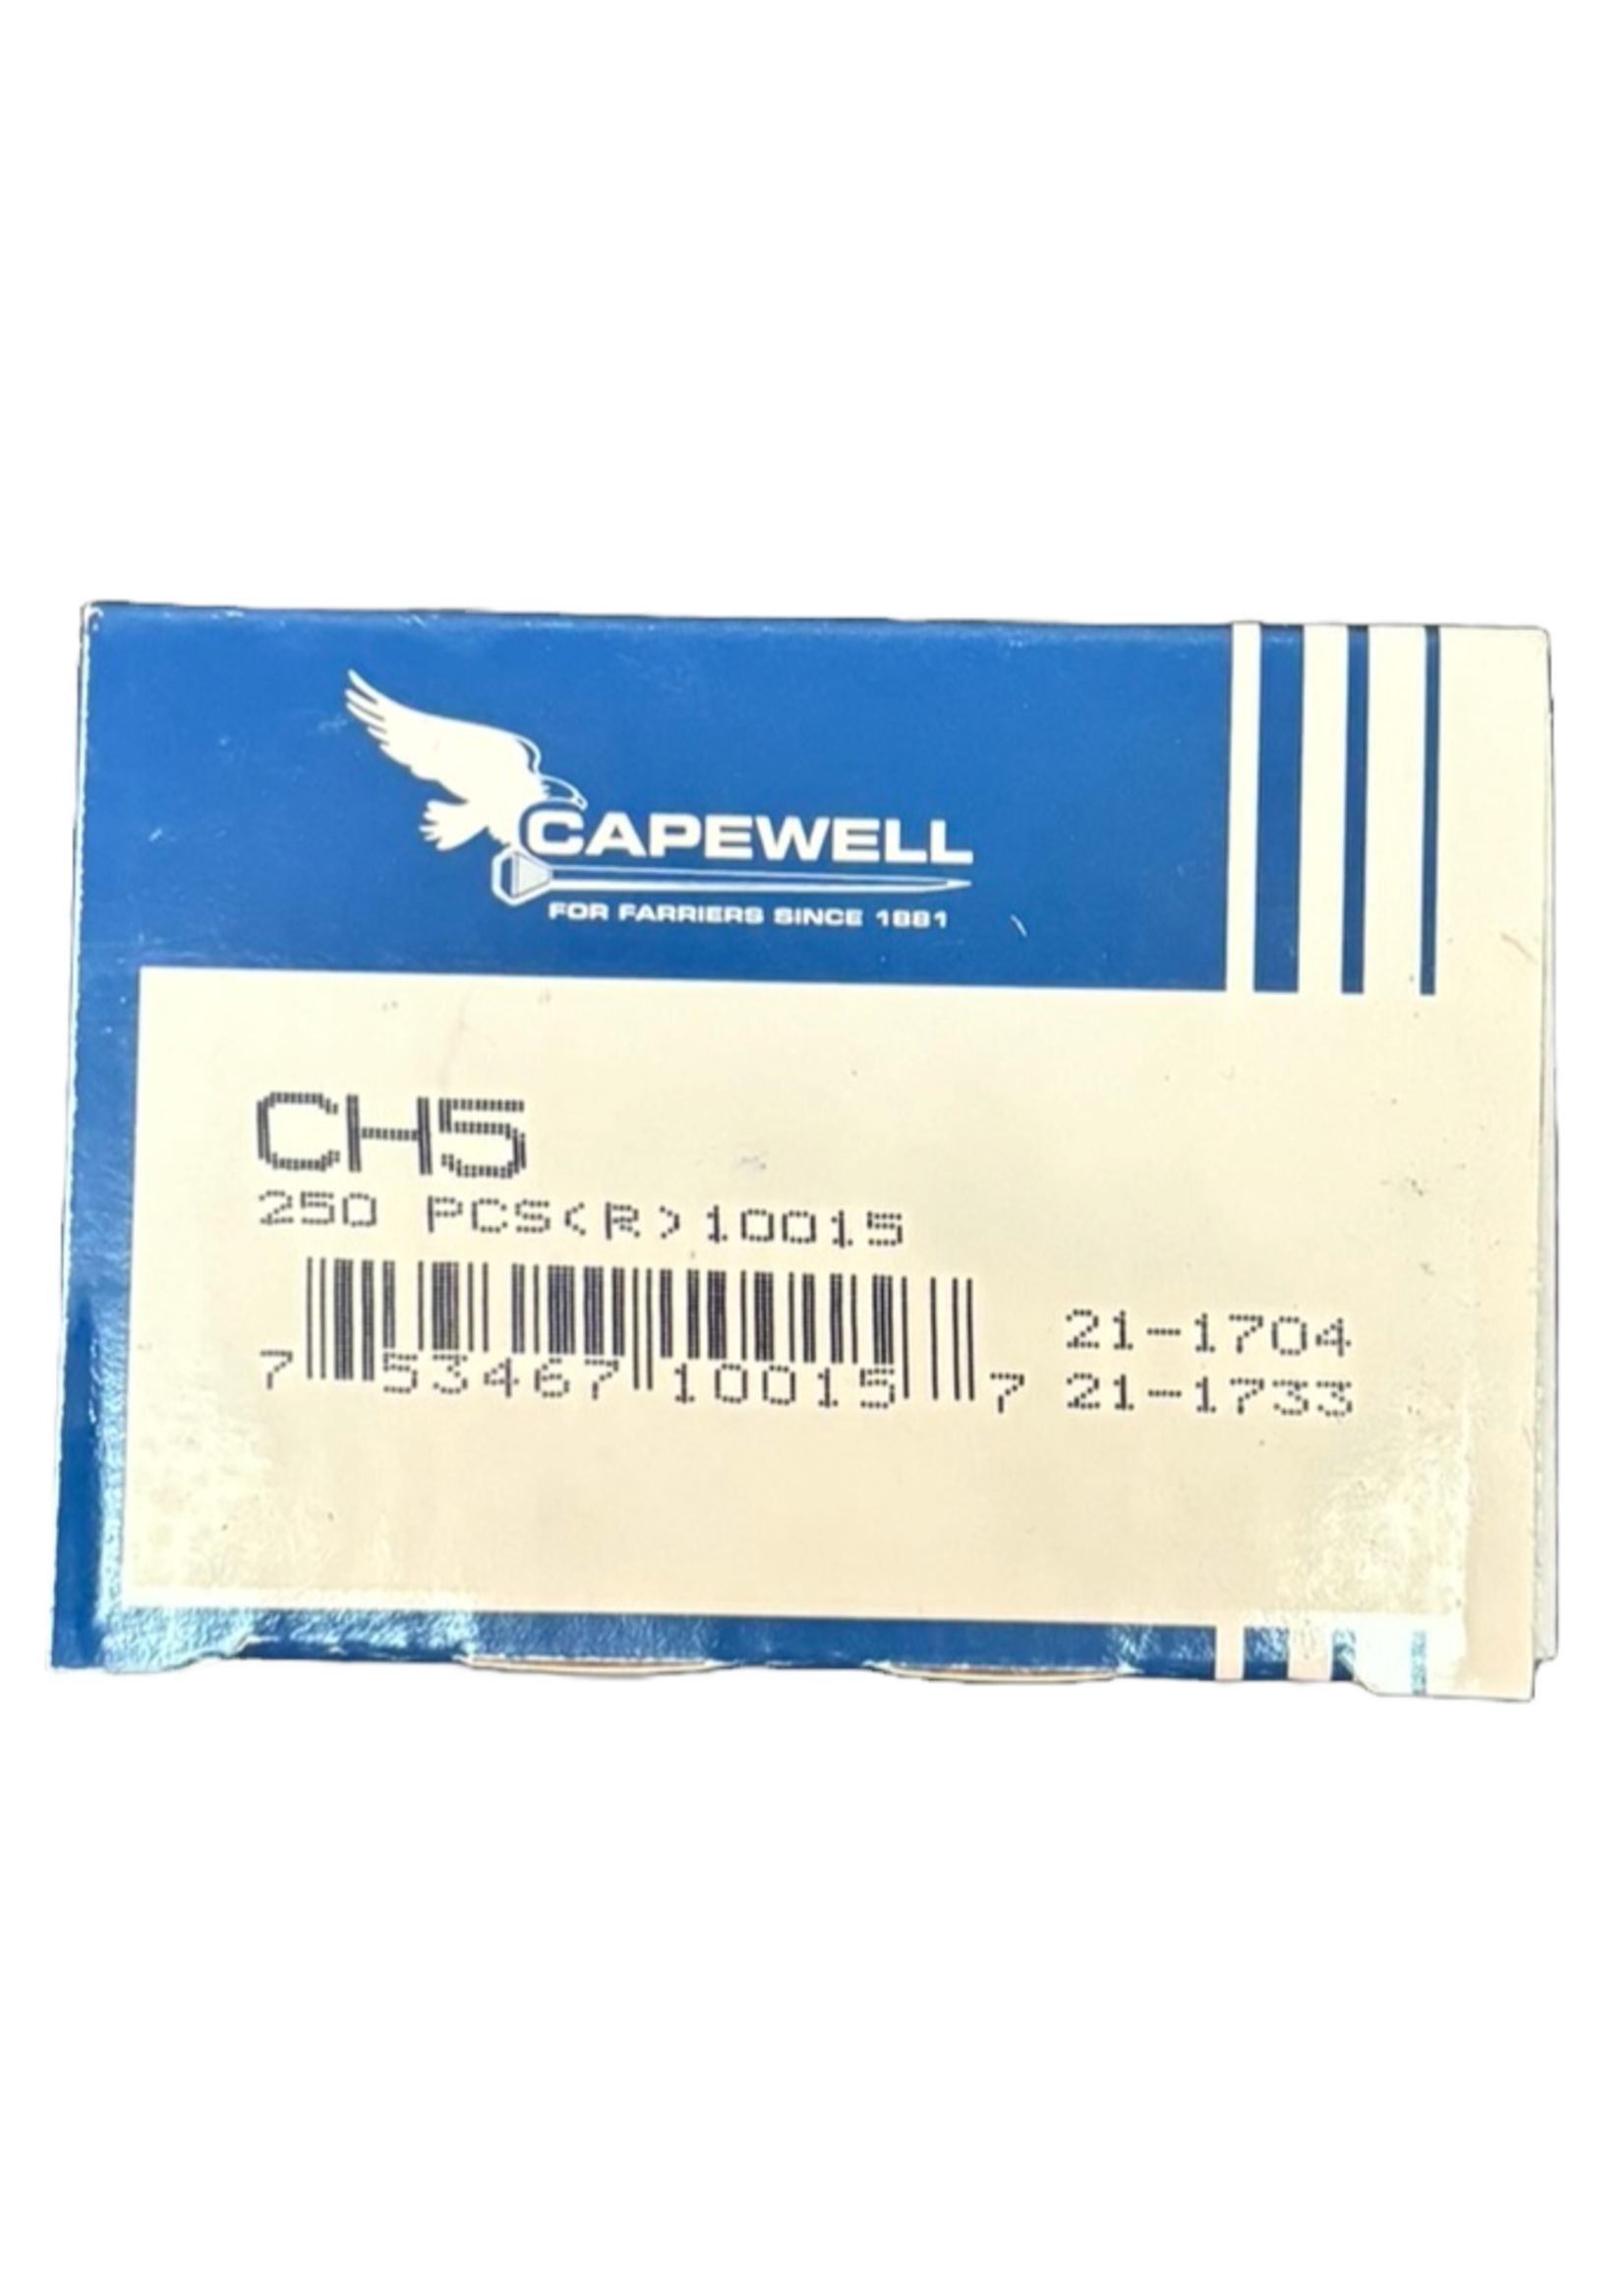 CAPEWELL
FOR FARRIERS SINCE 1881
CH5
250 PCS(R)10015
7 53467 10015 7
21-1704
21-1733